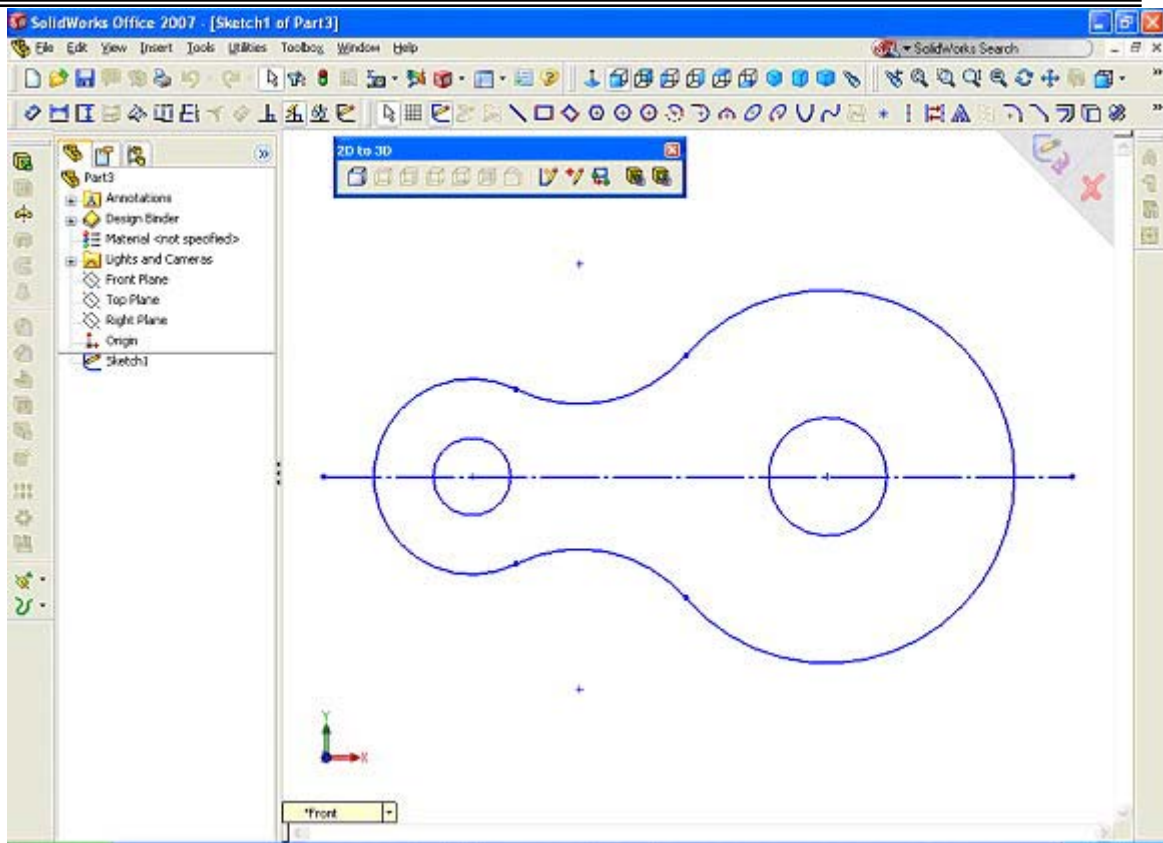 SolidWorks Office 2007 - [Sketch1 of Part3]
File Edit View Insert Tools Utilities Toolbox Window Help
SolidWorks Search
2D to 3D
Part3
Annotations
Design Binder
Material <not specified>
Lights and Cameras
Front Plane
Top Plane
Right Plane
Origin
Sketch1
Y
X
*Front